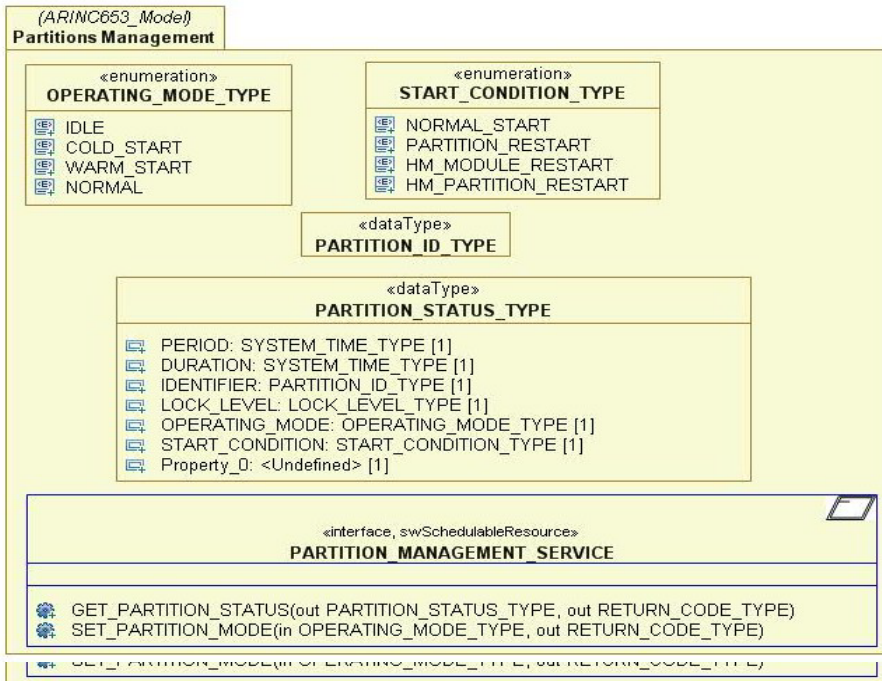 (ARINC653_Model)
Partitions Management
«enumeration»
OPERATING_MODE_TYPE
IDLE
COLD_START
WARM_START
NORMAL
«enumeration»
START_CONDITION_TYPE
NORMAL_START
PARTITION_RESTART
HM_MODULE_RESTART
HM_PARTITION_RESTART
«dataType»
PARTITION_ID_TYPE
«dataType»
PARTITION_STATUS_TYPE
PERIOD: SYSTEM_TIME_TYPE [1]
DURATION: SYSTEM_TIME_TYPE [1]
IDENTIFIER: PARTITION_ID_TYPE [1]
LOCK_LEVEL: LOCK_LEVEL_TYPE [1]
OPERATING_MODE: OPERATING_MODE_TYPE [1]
START_CONDITION: START_CONDITION_TYPE [1]
Property_0: <Undefined> [1]
«interface, swSchedulableResource»
PARTITION_MANAGEMENT_SERVICE
GET_PARTITION_STATUS(out PARTITION_STATUS_TYPE, out RETURN_CODE_TYPE)
SET_PARTITION_MODE(in OPERATING_MODE_TYPE, out RETURN_CODE_TYPE)